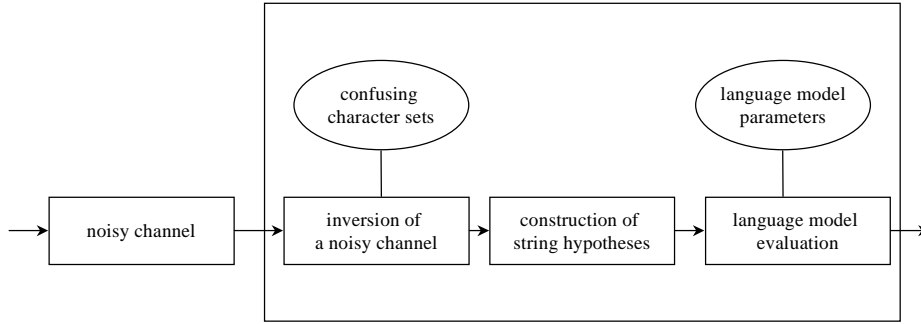 confusing
character sets
language model
parameters
noisy channel
inversion of
a noisy channel
construction of
string hypotheses
language model
evaluation